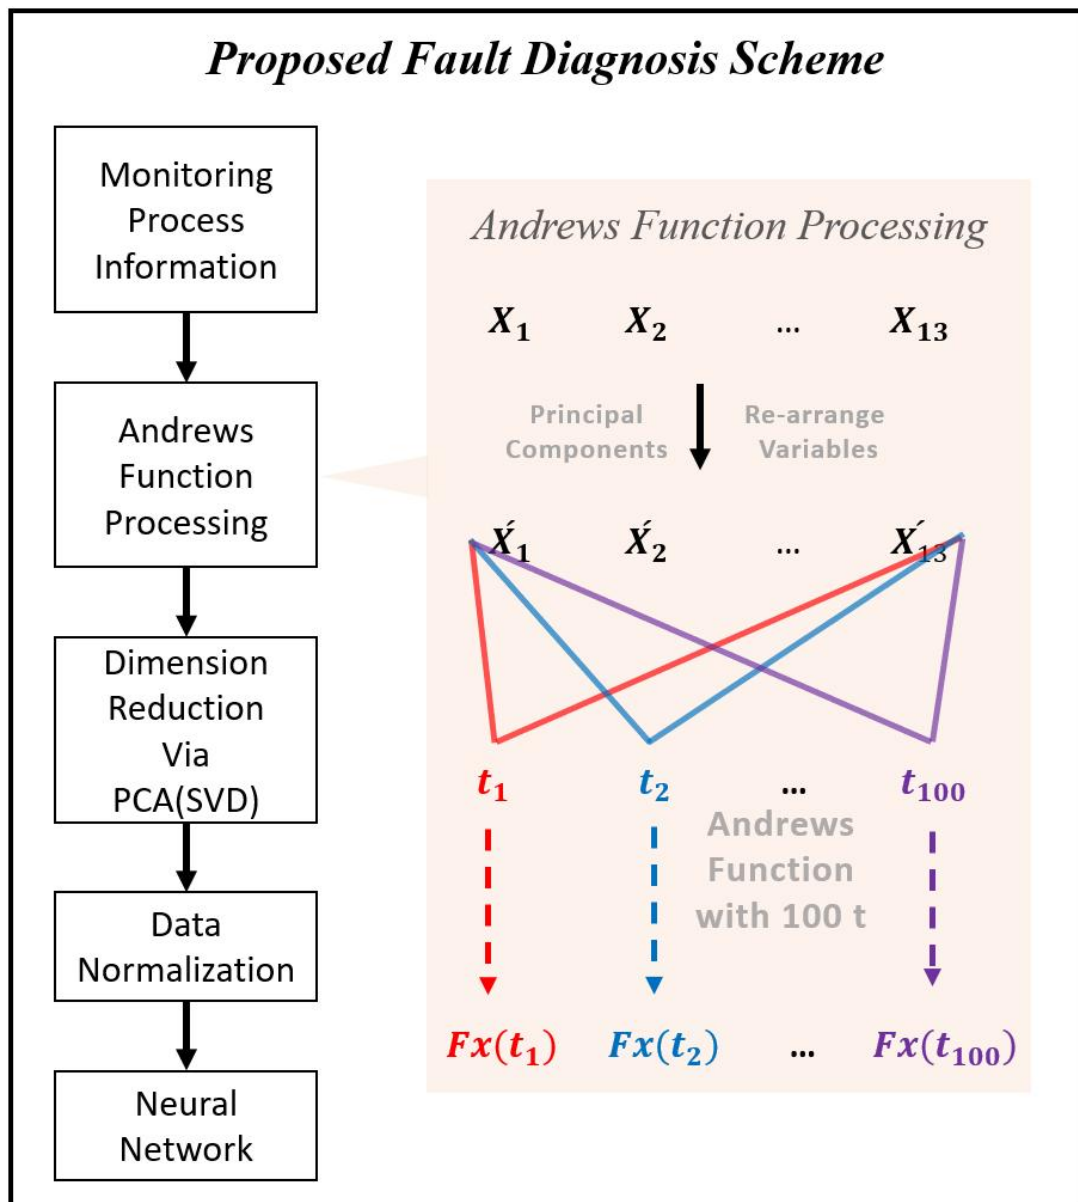 Proposed Fault Diagnosis Scheme
Monitoring
Process
Information
Andrews
Function
Processing
Dimension
Reduction
Via
PCA(SVD)
Data
Normalization
Neural
Network
Andrews Function Processing
X₁ X₂ ... X₁₃
Principal
Components
Re-arrange
Variables
X́₁ X́₂ ... X́₁₃
t₁ t₂ ... t₁₀₀
Andrews
Function
with 100 t
Fx(t₁) Fx(t₂) ... Fx(t₁₀₀)